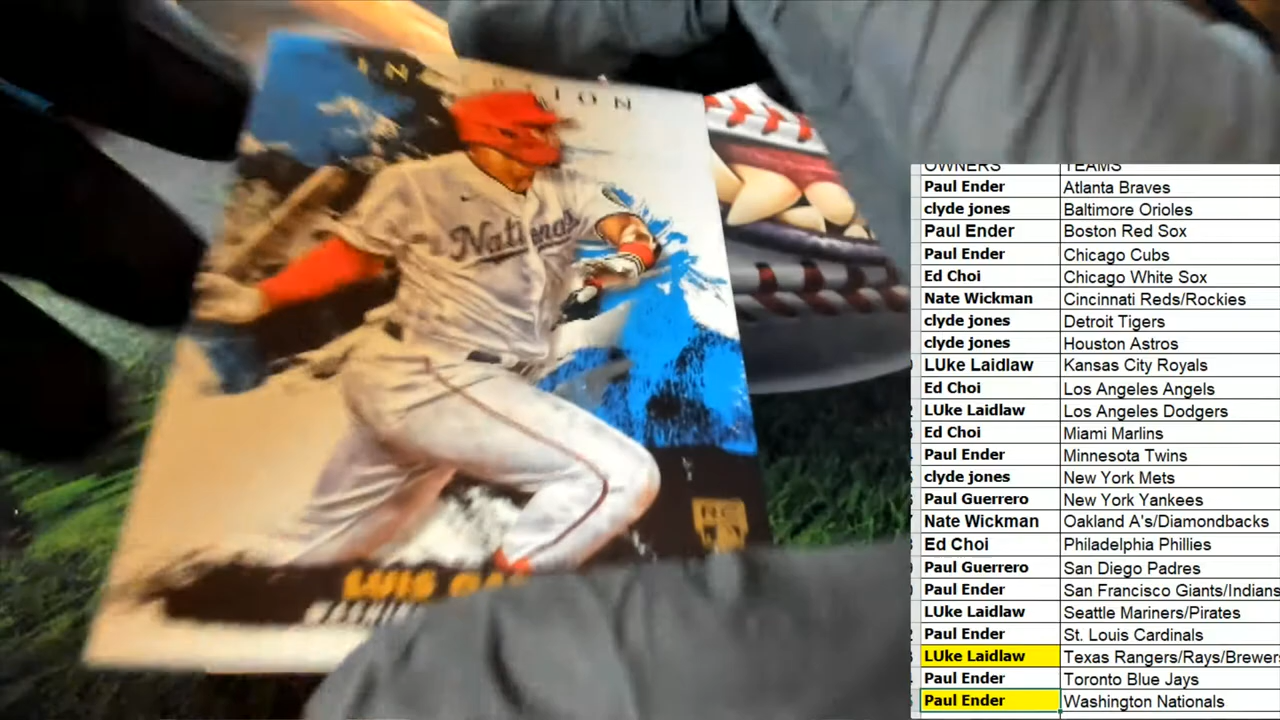 INCEPTION
Nationals
RC
LUIS
OWNERS TEAMS
Paul Ender Atlanta Braves
clyde jones Baltimore Orioles
Paul Ender Boston Red Sox
Paul Ender Chicago Cubs
Ed Choi Chicago White Sox
Nate Wickman Cincinnati Reds/Rockies
clyde jones Detroit Tigers
clyde jones Houston Astros
LUke Laidlaw Kansas City Royals
Ed Choi Los Angeles Angels
LUke Laidlaw Los Angeles Dodgers
Ed Choi Miami Marlins
Paul Ender Minnesota Twins
clyde jones New York Mets
Paul Guerrero New York Yankees
Nate Wickman Oakland A's/Diamondbacks
Ed Choi Philadelphia Phillies
Paul Guerrero San Diego Padres
Paul Ender San Francisco Giants/Indians
LUke Laidlaw Seattle Mariners/Pirates
Paul Ender St. Louis Cardinals
LUke Laidlaw Texas Rangers/Rays/Brewers
Paul Ender Toronto Blue Jays
Paul Ender Washington Nationals